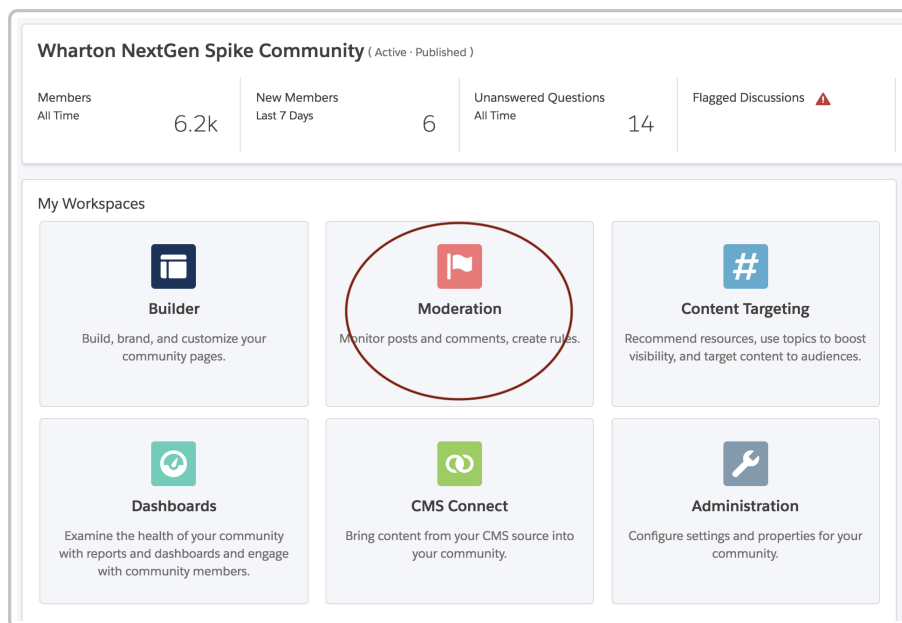 Wharton NextGen Spike Community ( Active · Published )
Members
All Time
6.2k
New Members
Last 7 Days
6
Unanswered Questions
All Time
14
Flagged Discussions
My Workspaces
Builder
Build, brand, and customize your
community pages.
Moderation
Monitor posts and comments, create rules.
Content Targeting
Recommend resources, use topics to boost
visibility, and target content to audiences.
Dashboards
Examine the health of your community
with reports and dashboards and engage
with community members.
CMS Connect
Bring content from your CMS source into
your community.
Administration
Configure settings and properties for your
community.